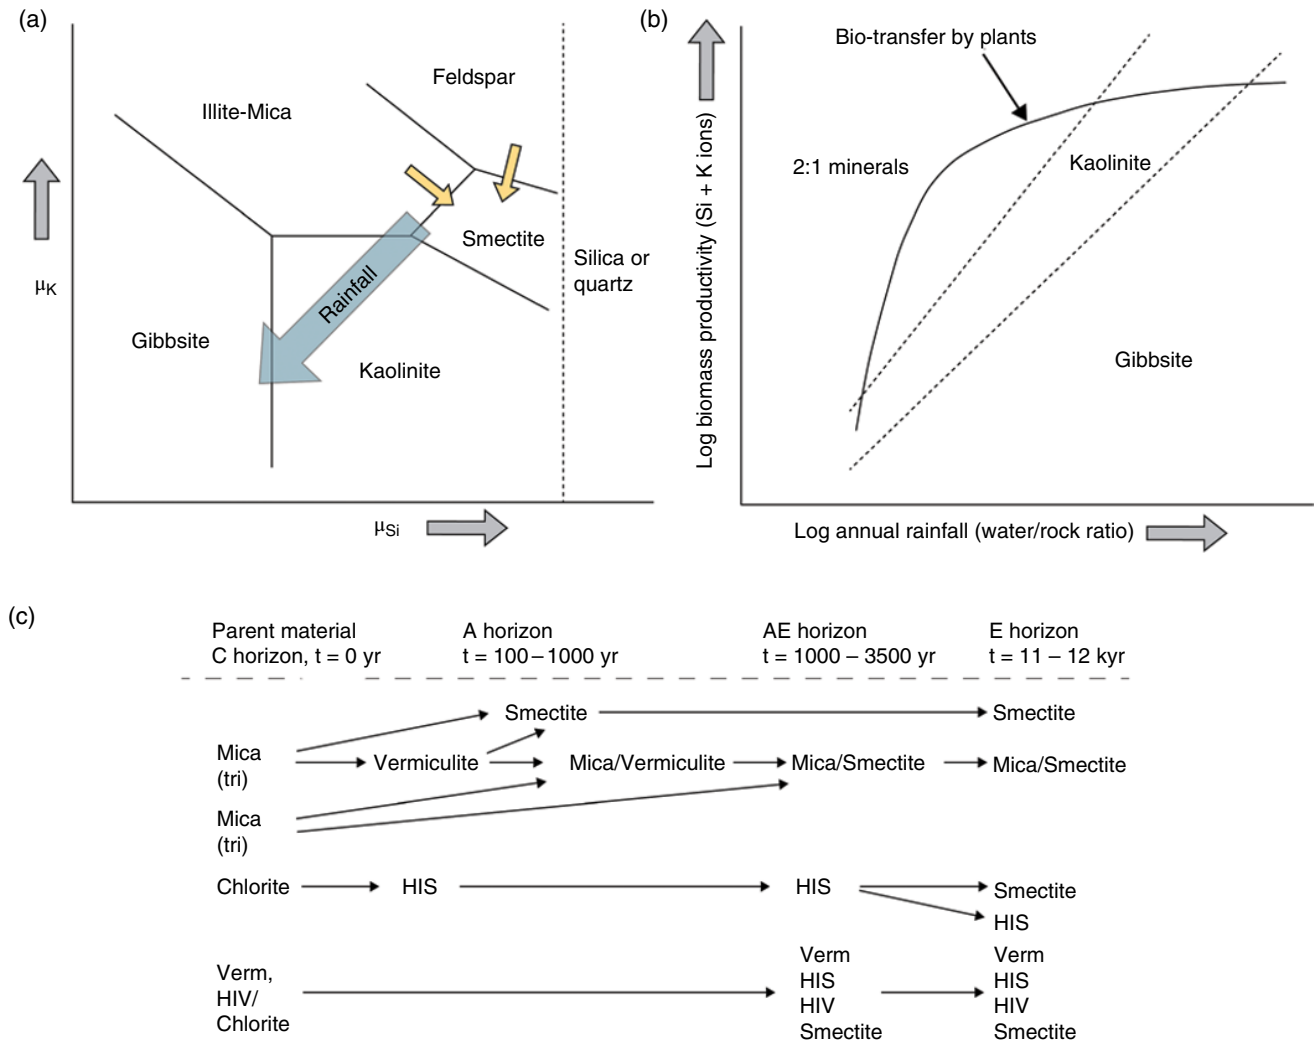 (a)
Feldspar
Illite-Mica
Smectite
Silica or
quartz
Rainfall
Gibbsite
Kaolinite
μK
μSi
(b)
Bio-transfer by plants
2:1 minerals
Kaolinite
Gibbsite
Log biomass productivity (Si + K ions)
Log annual rainfall (water/rock ratio)
(c)
Parent material
C horizon, t = 0 yr
A horizon
t = 100 – 1000 yr
AE horizon
t = 1000 – 3500 yr
E horizon
t = 11 – 12 kyr
Smectite
Smectite
Mica
(tri)
Vermiculite
Mica/Vermiculite
Mica/Smectite
Mica/Smectite
Mica
(tri)
Chlorite
HIS
HIS
Smectite
HIS
Verm,
HIV/
Chlorite
Verm
HIS
HIV
Smectite
Verm
HIS
HIV
Smectite